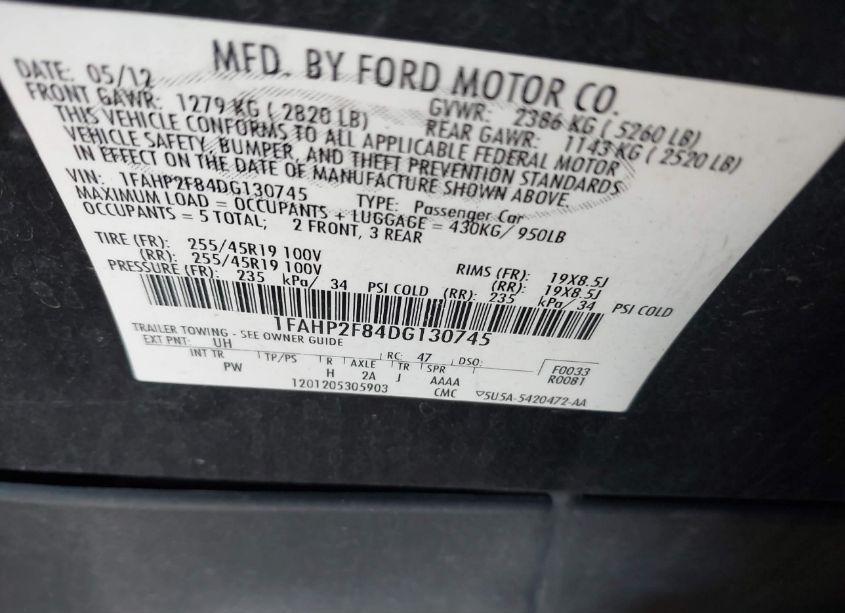 MFD. BY FORD MOTOR CO.
DATE: 05/12 GVWR: 2386 KG ( 5260 LB)
FRONT GAWR: 1279 KG ( 2820 LB) REAR GAWR: 1143 KG ( 2520 LB)
THIS VEHICLE CONFORMS TO ALL APPLICABLE FEDERAL MOTOR
VEHICLE SAFETY, BUMPER, AND THEFT PREVENTION STANDARDS
IN EFFECT ON THE DATE OF MANUFACTURE SHOWN ABOVE.
VIN: 1FAHP2F84DG130745 TYPE: Passenger Car
MAXIMUM LOAD = OCCUPANTS + LUGGAGE = 430KG/ 950LB
OCCUPANTS = 5 TOTAL; 2 FRONT, 3 REAR
TIRE (FR): 255/45R19 100V RIMS (FR): 19X8.5J
(RR): 255/45R19 100V (RR): 19X8.5J
PRESSURE (FR): 235 kPa/ 34 PSI COLD (RR): 235 kPa/ 34 PSI COLD
1FAHP2F84DG130745
TRAILER TOWING - SEE OWNER GUIDE
EXT PNT: UH RC: 47 DSO: F0033
INT TR TP/PS R AXLE TR SPR R0081
PW H 2A J AAAA
1201205305903 CMC ▽5U5A-5420472-AA